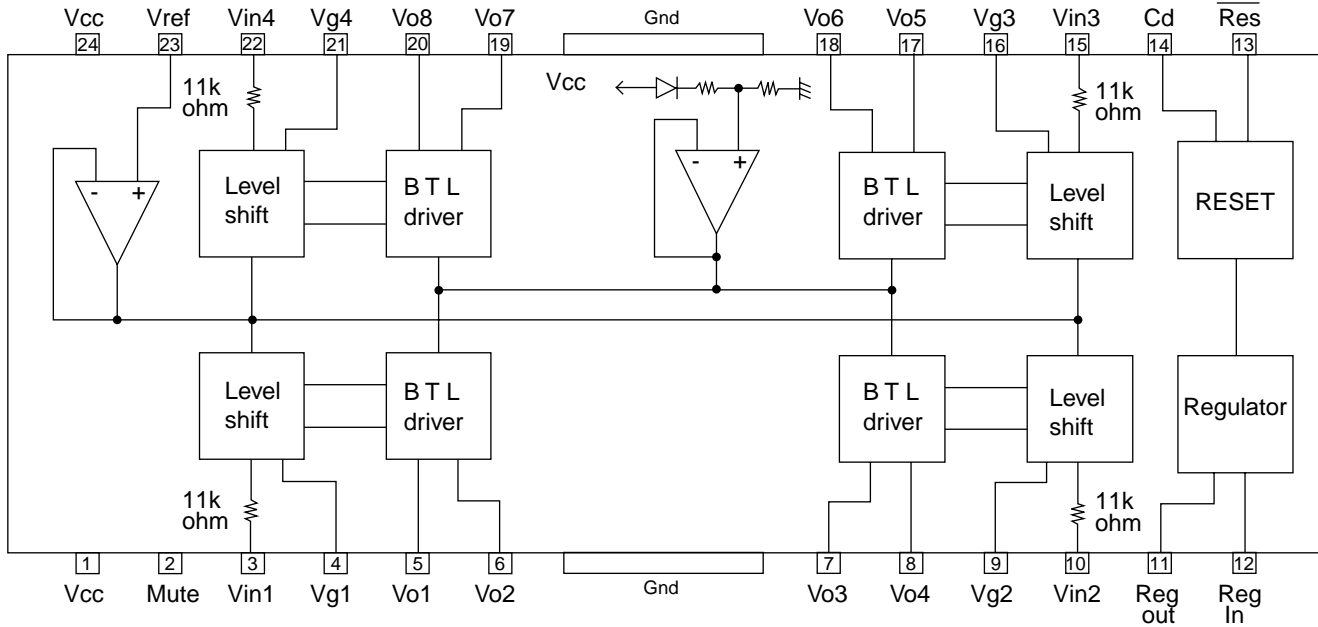 Vcc Vref Vin4 Vg4 Vo8 Vo7 Gnd Vo6 Vo5 Vg3 Vin3 Cd Res
24 23 22 21 20 19 18 17 16 15 14 13
11k
ohm
Vcc
11k
ohm
Level
shift
B T L
driver
- +
- +
B T L
driver
Level
shift
RESET
Level
shift
B T L
driver
B T L
driver
Level
shift
Regulator
11k
ohm
11k
ohm
1 2 3 4 5 6 7 8 9 10 11 12
Vcc Mute Vin1 Vg1 Vo1 Vo2 Gnd Vo3 Vo4 Vg2 Vin2 Reg
out
Reg
In